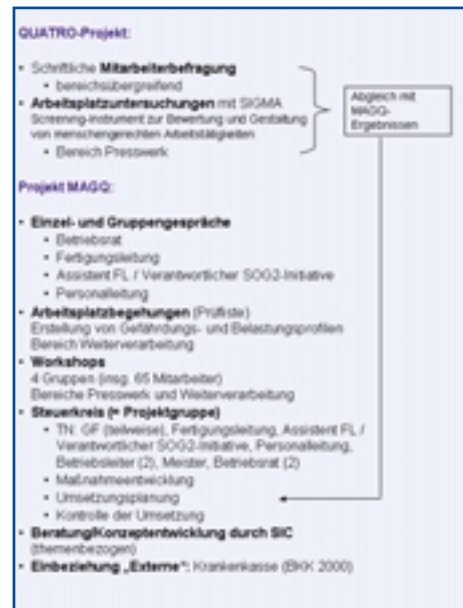 QUATRO-Projekt:
• Schriftliche Mitarbeiterbefragung
• bereichsübergreifend
• Arbeitsplatzuntersuchungen mit SIGMA
Screening-Instrument zur Bewertung und Gestaltung
von menschengerechten Arbeitstätigkeiten
• Bereich Presswerk
Abgleich mit
MAGQ-
Ergebnissen
Projekt MAGQ:
• Einzel- und Gruppengespräche
• Betriebsrat
• Fertigungsleitung
• Assistent FL / Verantwortlicher SOG2-Initiative
• Personalleitung
• Arbeitsplatzbegehungen (Prüfliste)
Erstellung von Gefährdungs- und Belastungsprofilen
Bereich Weiterverarbeitung
• Workshops
4 Gruppen (insg. 65 Mitarbeiter)
Bereiche Presswerk und Weiterverarbeitung
• Steuerkreis (= Projektgruppe)
• TN: GF (teilweise), Fertigungsleitung, Assistent FL /
Verantwortlicher SOG2-Initiative, Personalleitung,
Betriebsleiter (2), Meister, Betriebsrat (2)
• Maßnahmeentwicklung
• Umsetzungsplanung
• Kontrolle der Umsetzung
• Beratung/Konzeptentwicklung durch SIC
(themenbezogen)
• Einbeziehung „Externe": Krankenkasse (BKK 2000)